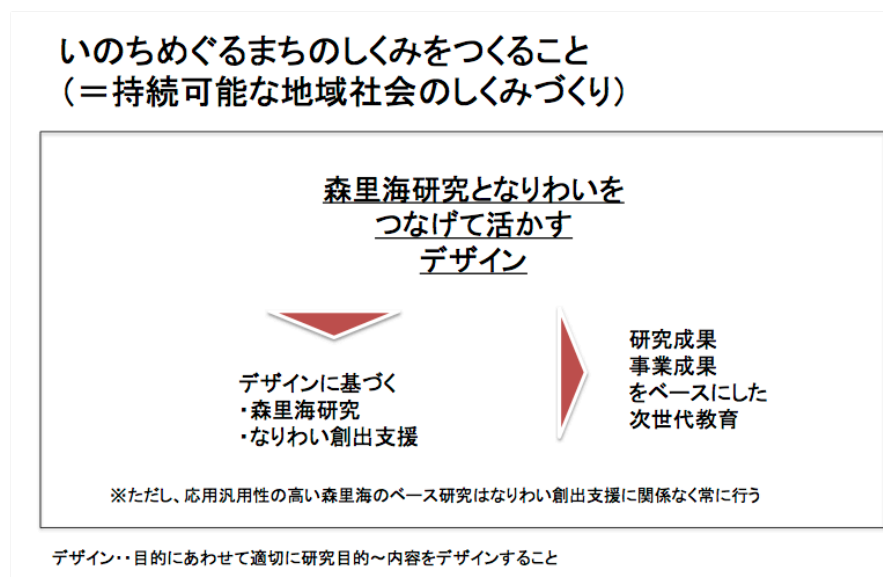 いのちめぐるまちのしくみをつくること
（＝持続可能な地域社会のしくみづくり）
森里海研究となりわいを
つなげて活かす
デザイン
デザインに基づく
・森里海研究
・なりわい創出支援
研究成果
事業成果
をベースにした
次世代教育
※ただし、応用汎用性の高い森里海のベース研究はなりわい創出支援に関係なく常に行う
デザイン・・目的にあわせて適切に研究目的～内容をデザインすること